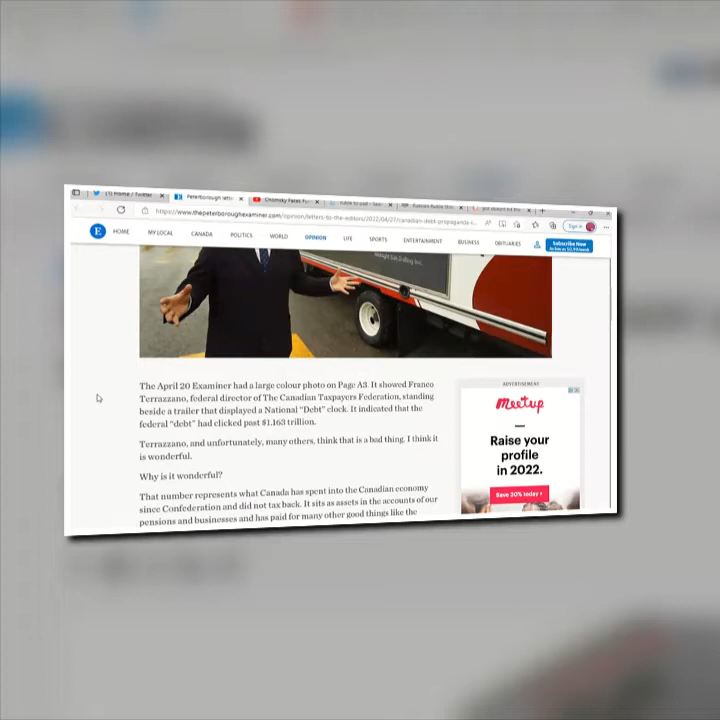 (1) Home / Twitter
Peterborough lette
Chomsky
https://www.thepeterboroughexaminer.com/opinion/letters-to-the-editors/2022/04/27/canadian-debt-propaganda-i...
Sign in
E HOME MY LOCAL CANADA POLITICS WORLD OPINION LIFE SPORTS ENTERTAINMENT BUSINESS OBITUARIES Subscribe Now
The April 20 Examiner had a large colour photo on Page A3. It showed Franco
Terrazzano, federal director of The Canadian Taxpayers Federation, standing
beside a trailer that displayed a National “Debt” clock. It indicated that the
federal “debt” had clicked past $1.163 trillion.
Terrazzano, and unfortunately, many others, think that is a bad thing. I think it
is wonderful.
Why is it wonderful?
That number represents what Canada has spent into the Canadian economy
since Confederation and did not tax back. It sits as assets in the accounts of our
pensions and businesses and has paid for many other good things like the
ADVERTISEMENT
Meetup
Raise your
profile
in 2022.
Save 30% today ›